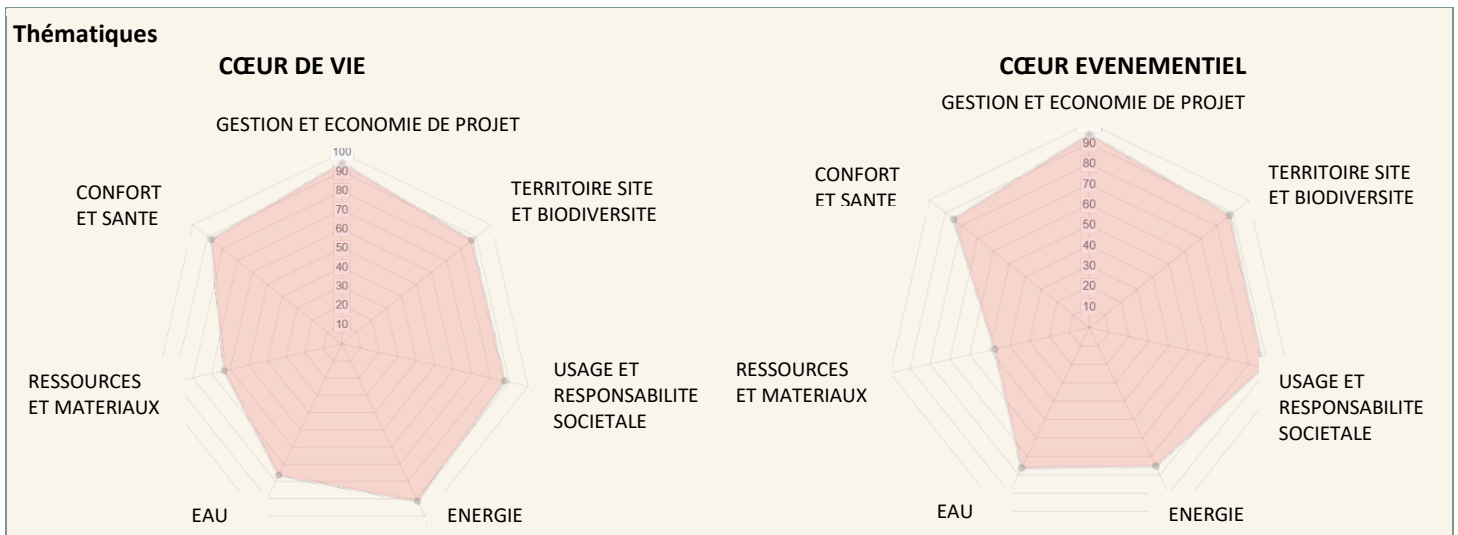 Thématiques
CŒUR DE VIE
GESTION ET ECONOMIE DE PROJET
100
90
80
70
60
50
40
30
20
10
TERRITOIRE SITE
ET BIODIVERSITE
USAGE ET
RESPONSABILITE
SOCIETALE
ENERGIE
EAU
RESSOURCES
ET MATERIAUX
CONFORT
ET SANTE
CŒUR EVENEMENTIEL
GESTION ET ECONOMIE DE PROJET
90
80
70
60
50
40
30
20
10
TERRITOIRE SITE
ET BIODIVERSITE
USAGE ET
RESPONSABILITE
SOCIETALE
ENERGIE
EAU
RESSOURCES
ET MATERIAUX
CONFORT
ET SANTE